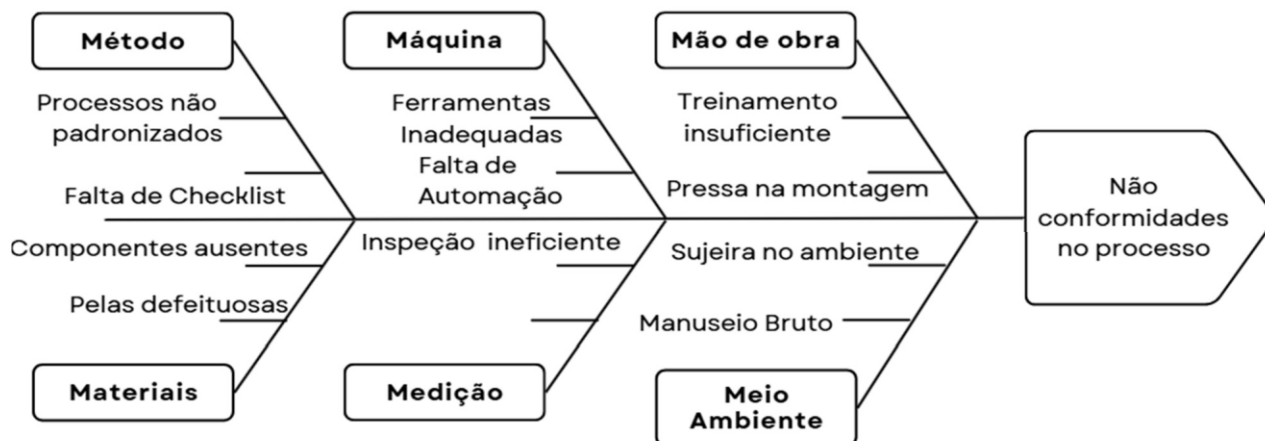 Método
Máquina
Mão de obra
Processos não
padronizados
Falta de Checklist
Ferramentas
Inadequadas
Falta de
Automação
Treinamento
insuficiente
Pressa na montagem
Não
conformidades
no processo
Componentes ausentes
Pelas defeituosas
Inspeção ineficiente
Sujeira no ambiente
Manuseio Bruto
Materiais
Medição
Meio
Ambiente